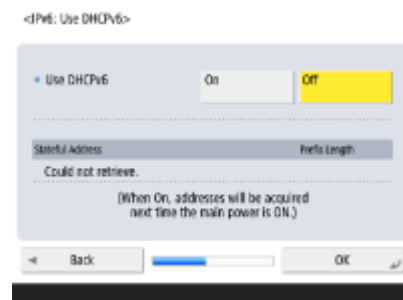 <IPv6: Use DHCPv6>
Use DHCPv6
On
Off
Stateful Address
Prefix Length
Could not retrieve.
(When On, addresses will be acquired
next time the main power is ON.)
Back
OK